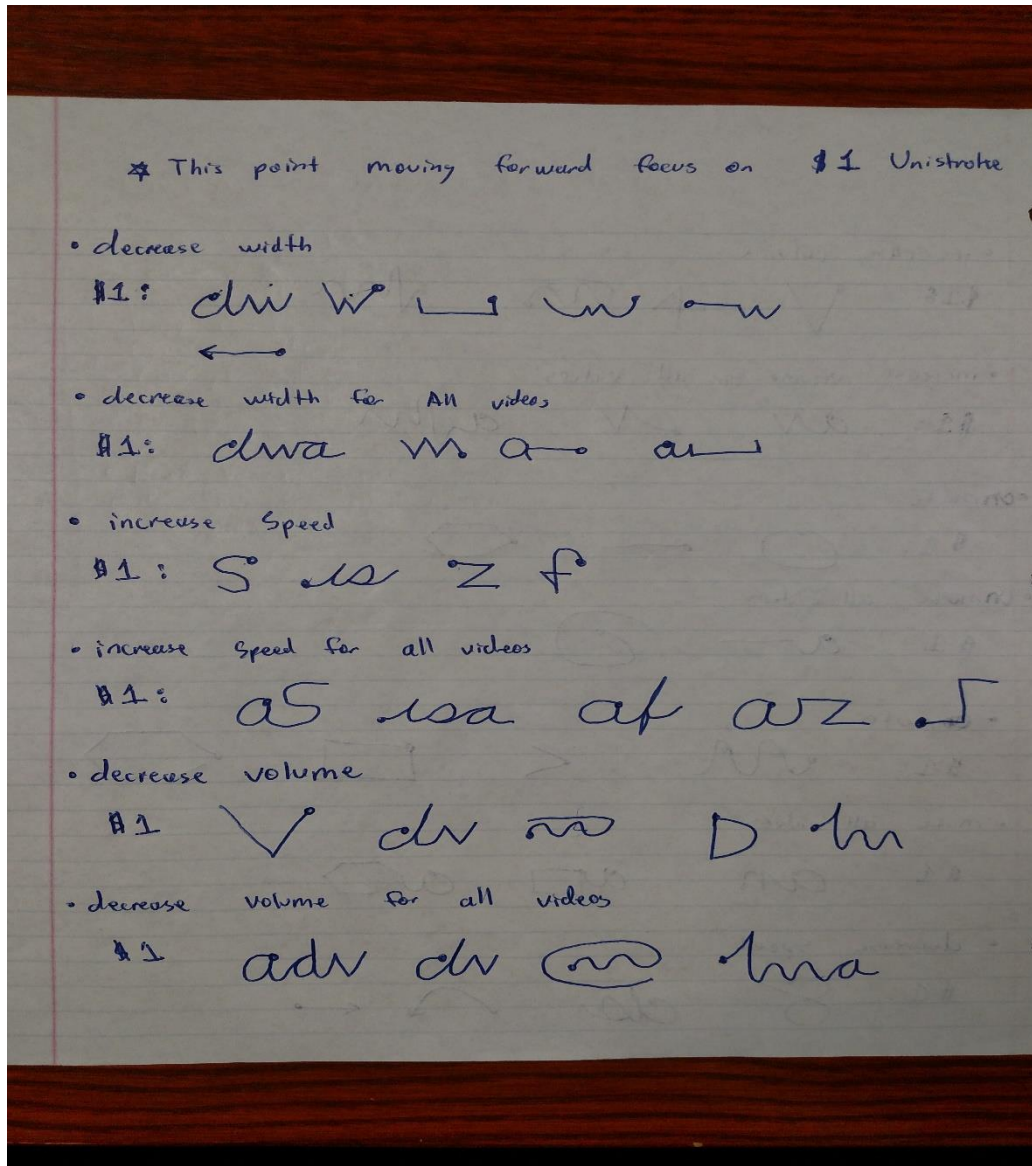 * This point moving forward focus on $1 Unistroke
• decrease width
$1: dw W w w
• decrease width for All videos
$1: dwa a a
• increase Speed
$1: S is z f
• increase Speed for all videos
$1: aS isa af az
• decrease volume
$1 V dv D
• decrease volume for all videos
$1 adv dv